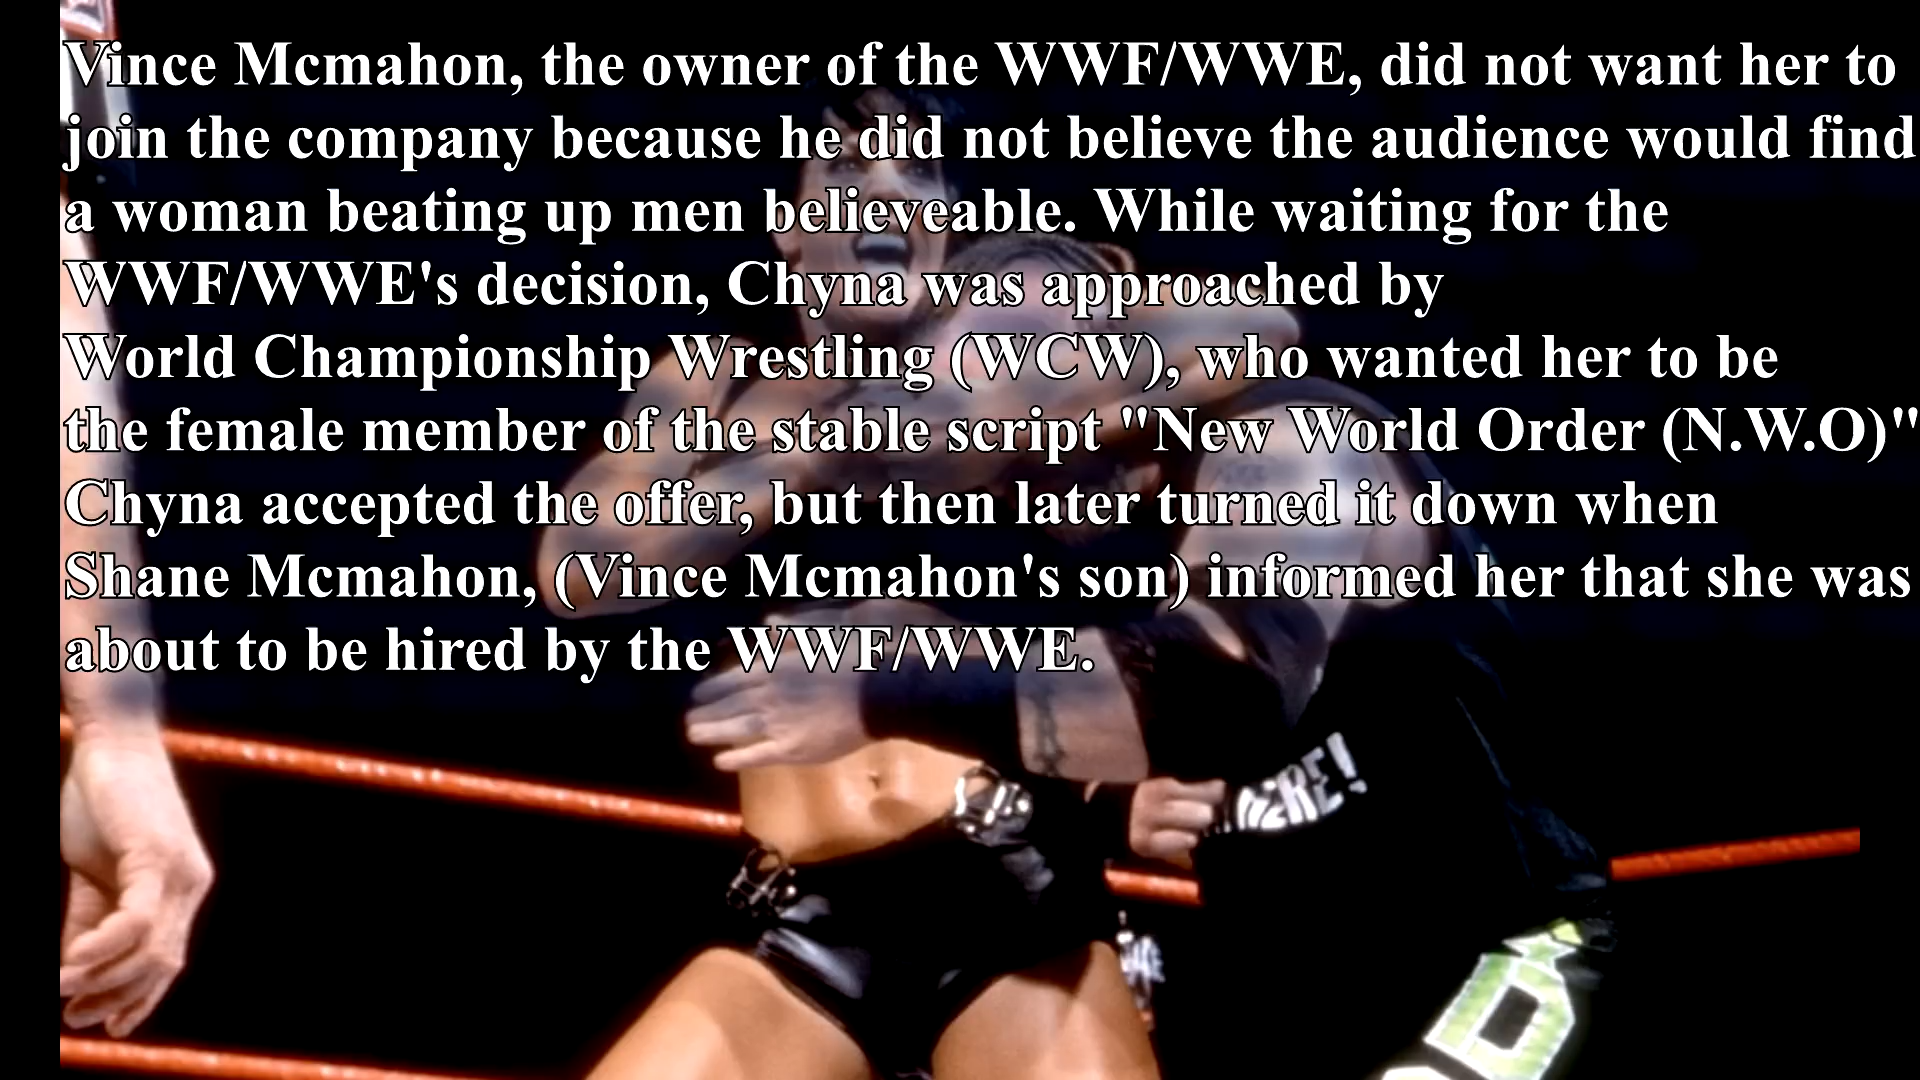 Vince Mcmahon, the owner of the WWF/WWE, did not want her to
join the company because he did not believe the audience would find
a woman beating up men believeable. While waiting for the
WWF/WWE's decision, Chyna was approached by
World Championship Wrestling (WCW), who wanted her to be
the female member of the stable script "New World Order (N.W.O)"
Chyna accepted the offer, but then later turned it down when
Shane Mcmahon, (Vince Mcmahon's son) informed her that she was
about to be hired by the WWF/WWE.